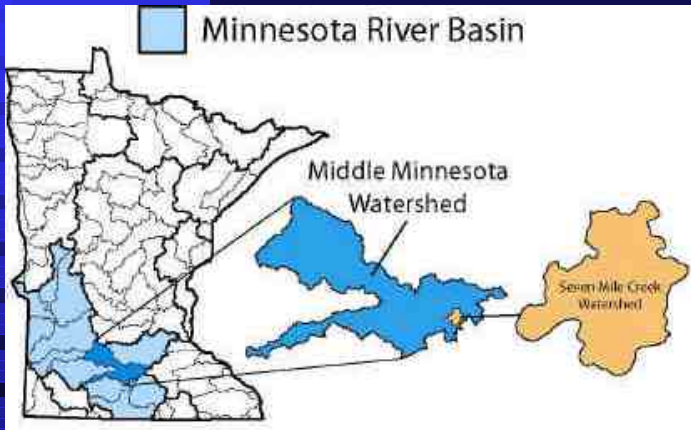 Minnesota River Basin
Middle Minnesota
Watershed
Seven Mile Creek
Watershed